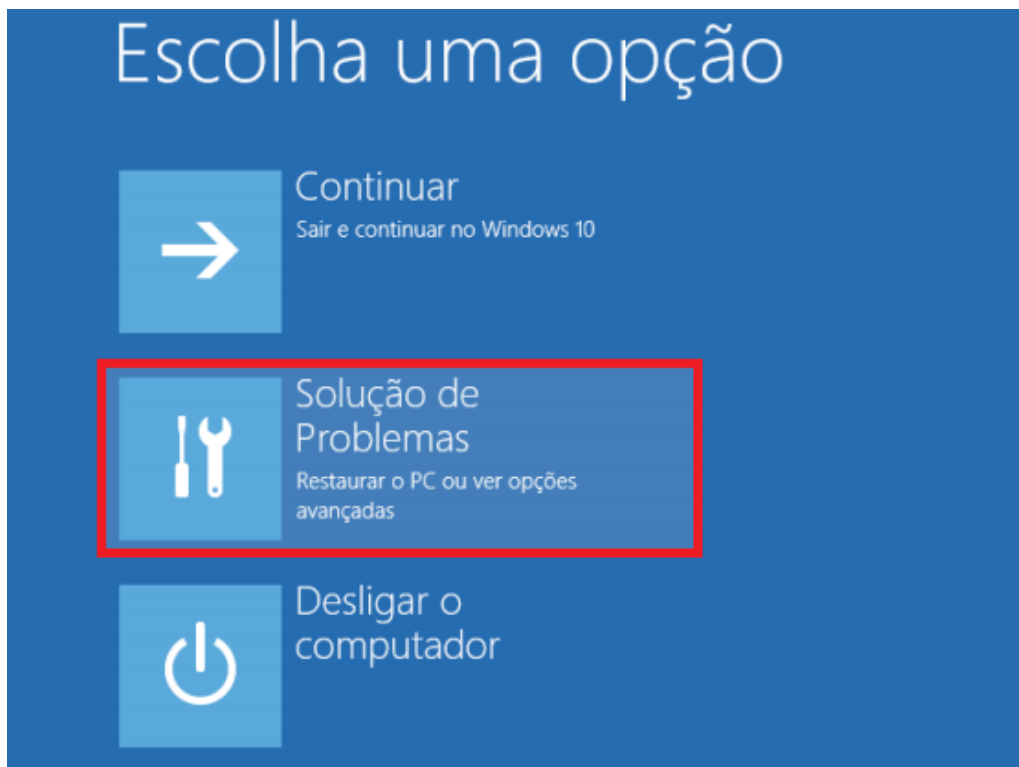 Escolha uma opção
Continuar
Sair e continuar no Windows 10
Solução de
Problemas
Restaurar o PC ou ver opções
avançadas
Desligar o
computador